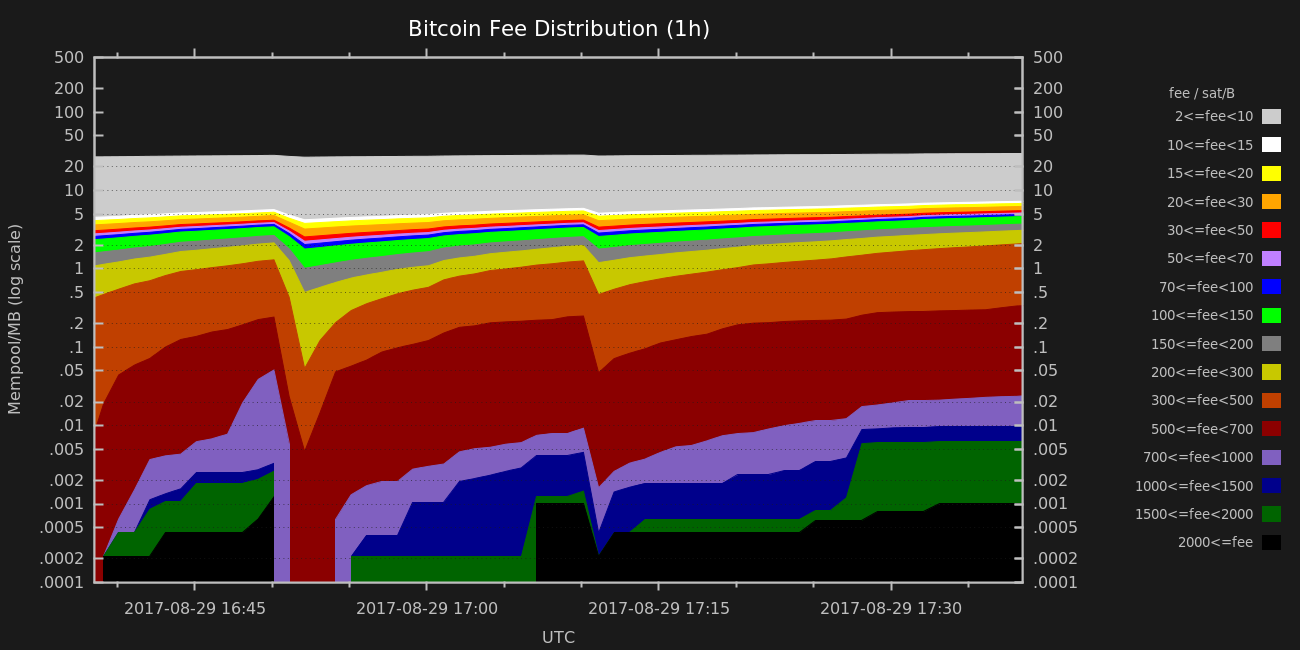 Bitcoin Fee Distribution (1h)
Mempool/MB (log scale)
500
200
100
50
20
10
5
2
1
.5
.2
.1
.05
.02
.01
.005
.002
.001
.0005
.0002
.0001
500
200
100
50
20
10
5
2
1
.5
.2
.1
.05
.02
.01
.005
.002
.001
.0005
.0002
.0001
2017-08-29 16:45
2017-08-29 17:00
2017-08-29 17:15
2017-08-29 17:30
UTC
fee / sat/B
2<=fee<10
10<=fee<15
15<=fee<20
20<=fee<30
30<=fee<50
50<=fee<70
70<=fee<100
100<=fee<150
150<=fee<200
200<=fee<300
300<=fee<500
500<=fee<700
700<=fee<1000
1000<=fee<1500
1500<=fee<2000
2000<=fee